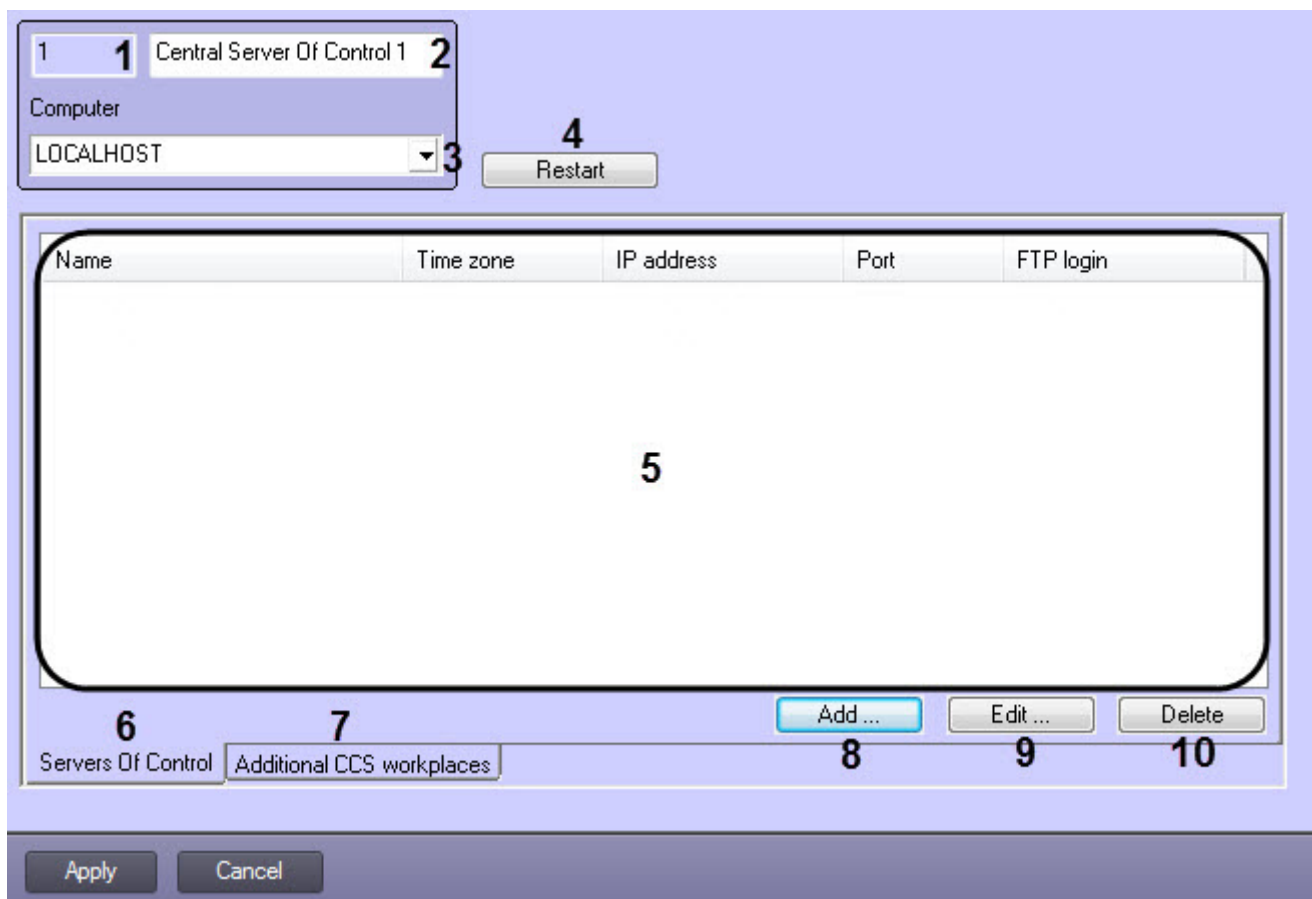 1 1 Central Server Of Control 1 2
Computer
LOCALHOST 3
4
Restart
Name Time zone IP address Port FTP login
5
Add ... Edit ... Delete
6 7 8 9 10
Servers Of Control Additional CCS workplaces
Apply Cancel